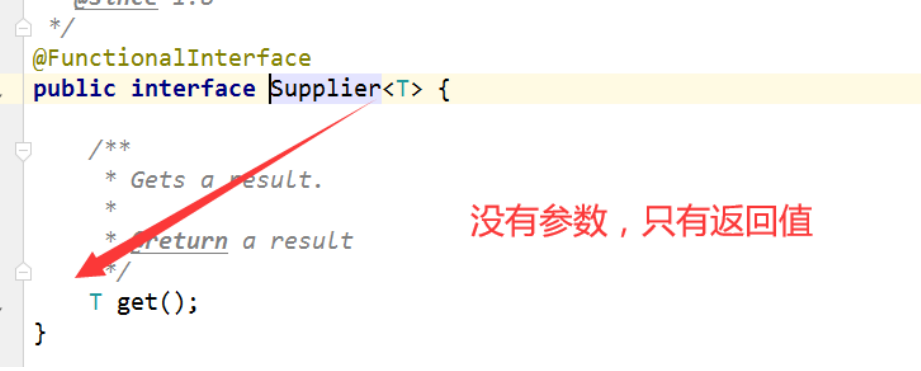 @since 1.8
*/
@FunctionalInterface
public interface Supplier<T> {
/**
* Gets a result.
*
* @return a result
*/
T get();
}
没有参数，只有返回值